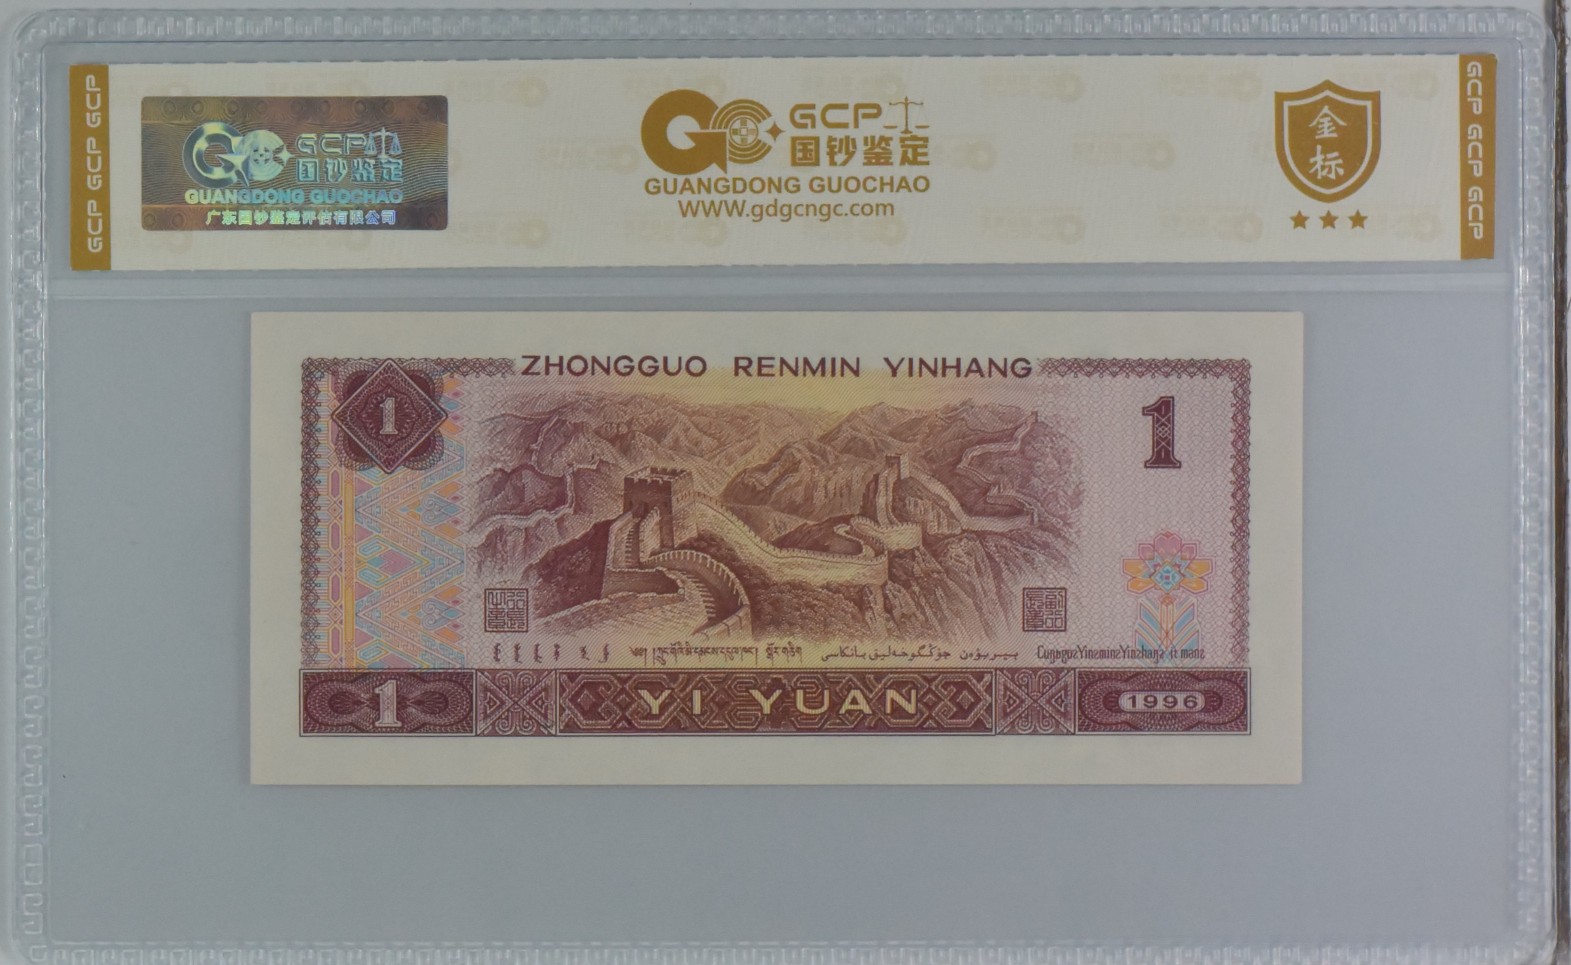 GCP GCP GCP
GCP
国钞鉴定
GUANGDONG GUOCHAO
广东国钞鉴定评估有限公司
GCP
国钞鉴定
GUANGDONG GUOCHAO
WWW.gdgcngc.com
金标
GCP GCP GCP
ZHONGGUO RENMIN YINHANG
1
1
1
YI YUAN
1996